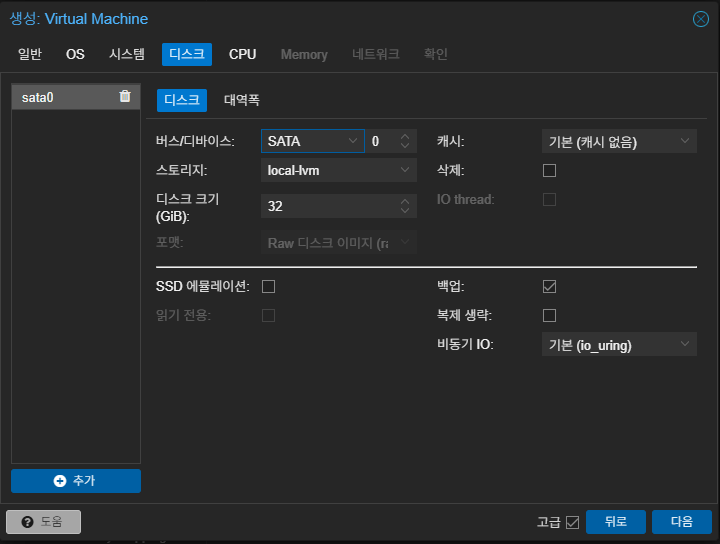 생성: Virtual Machine
일반 OS 시스템 디스크 CPU Memory 네트워크 확인
sata0
디스크 대역폭
버스/디바이스: SATA 0 캐시: 기본 (캐시 없음)
스토리지: local-lvm 삭제:
디스크 크기 (GiB): 32 IO thread:
포맷: Raw 디스크 이미지 (ra
SSD 에뮬레이션: 백업:
읽기 전용: 복제 생략:
비동기 IO: 기본 (io_uring)
추가
도움 고급 뒤로 다음